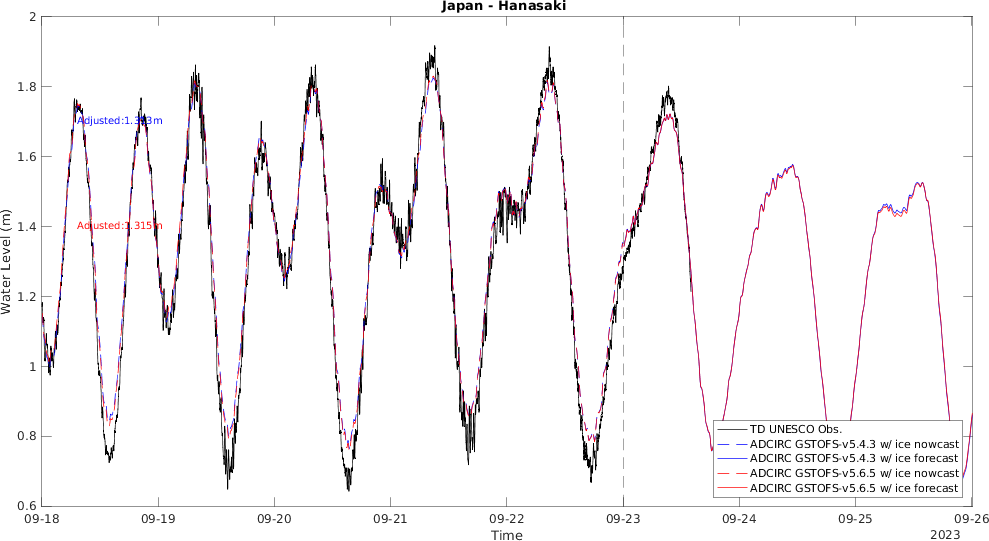 Japan - Hanasaki
Water Level (m)
2
1.8
1.6
1.4
1.2
1
0.8
0.6
Adjusted:1.315m
09-18
09-19
09-20
09-21
09-22
09-23
09-24
09-25
09-26
Time
2023
TD UNESCO Obs.
ADCIRC GSTOFS-v5.4.3 w/ ice nowcast
ADCIRC GSTOFS-v5.4.3 w/ ice forecast
ADCIRC GSTOFS-v5.6.5 w/ ice nowcast
ADCIRC GSTOFS-v5.6.5 w/ ice forecast